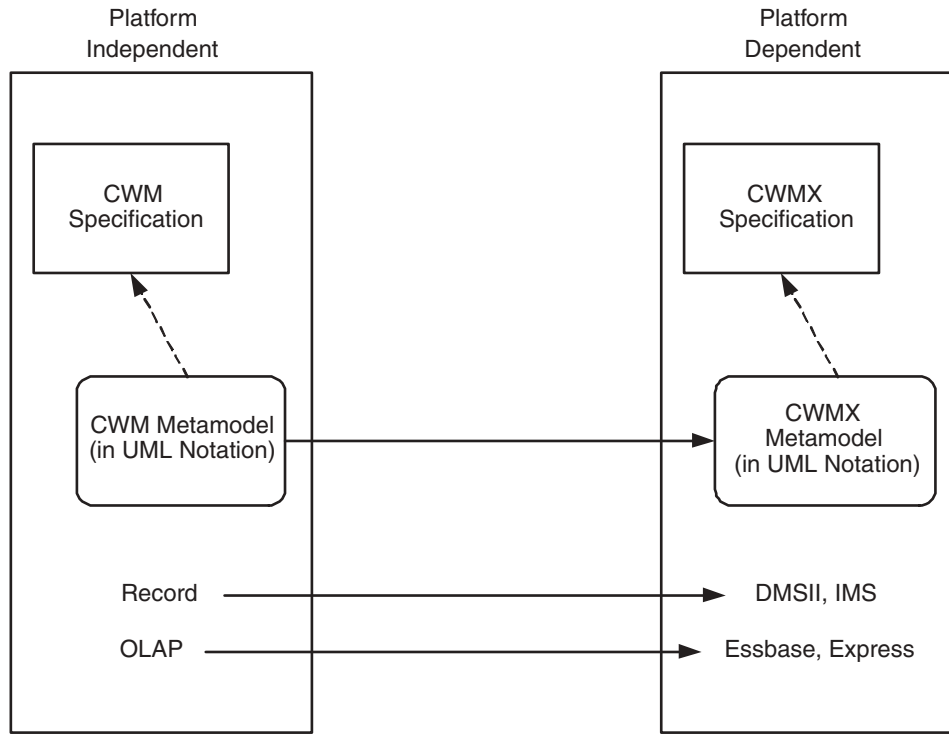 Platform
Independent
Platform
Dependent
CWM
Specification
CWMX
Specification
CWM Metamodel
(in UML Notation)
CWMX
Metamodel
(in UML Notation)
Record
DMSII, IMS
OLAP
Essbase, Express